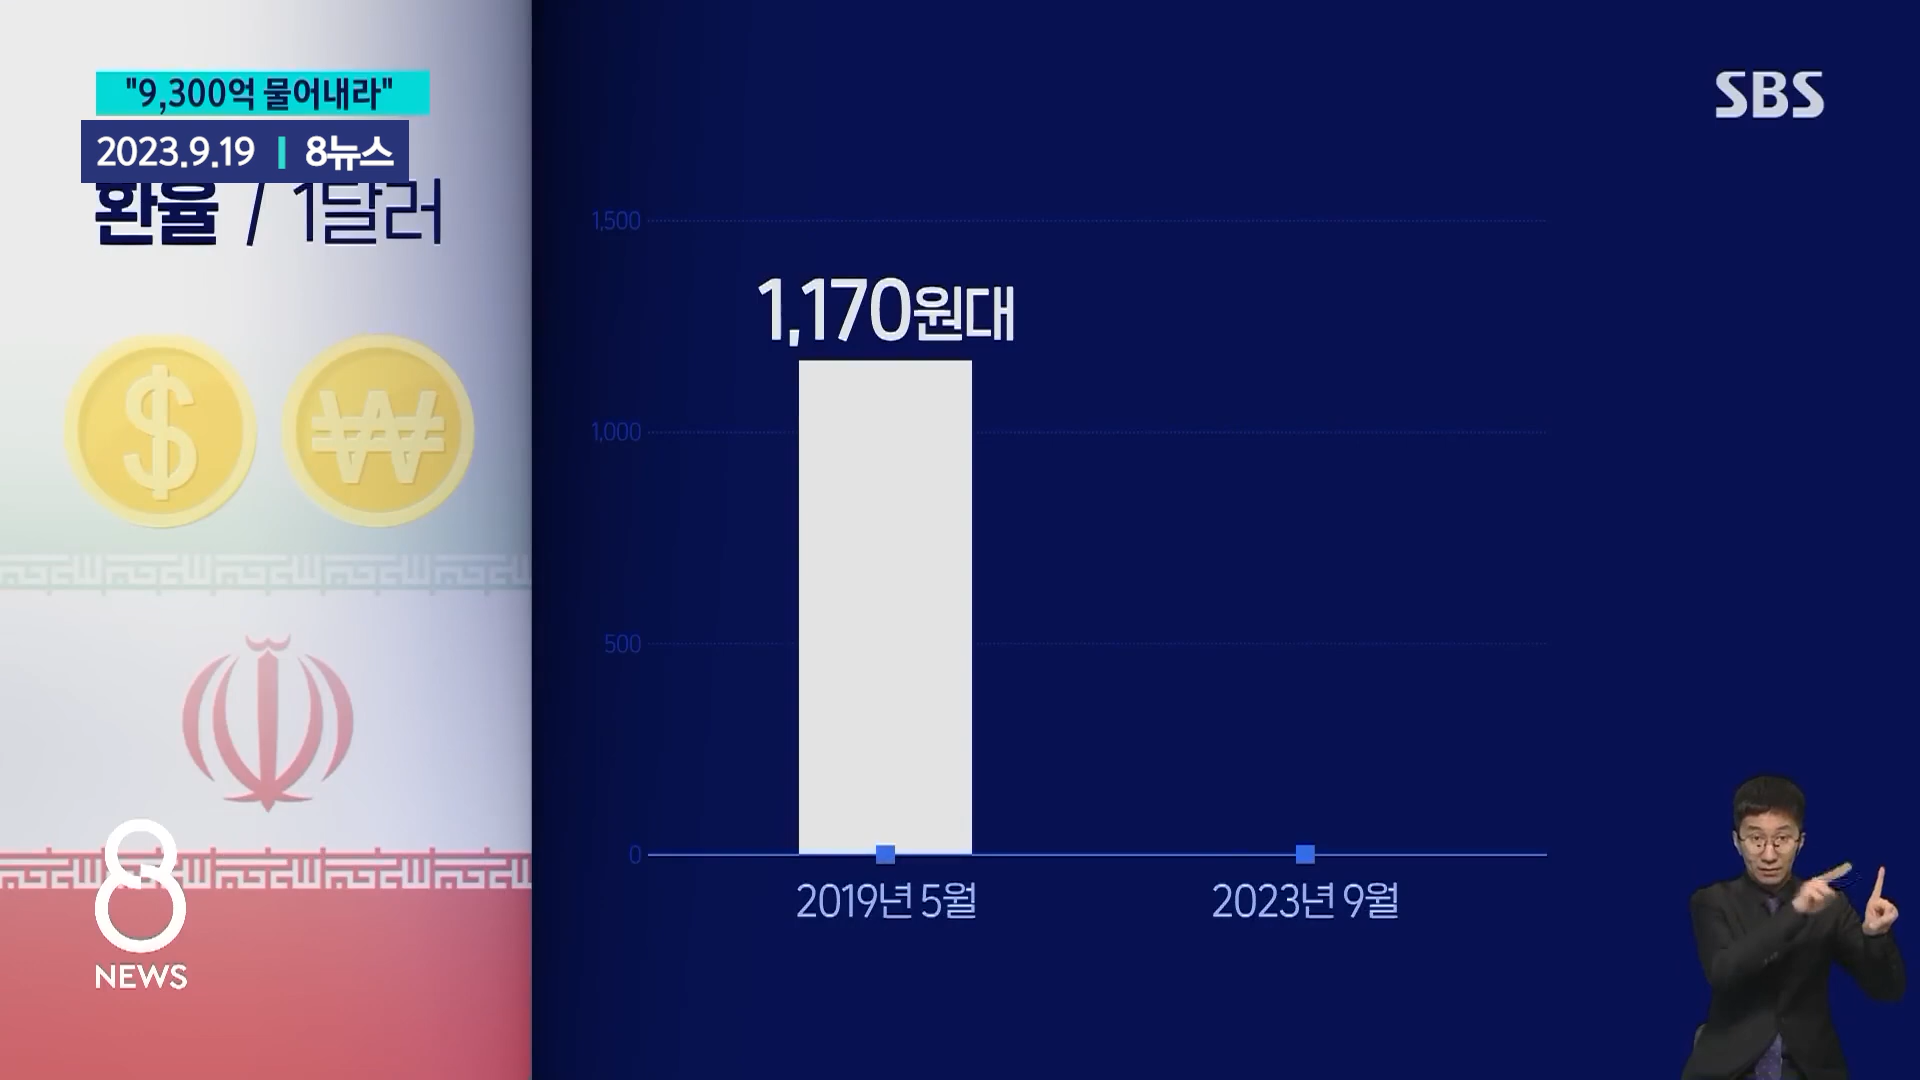 "9,300억 물어내라"
2023.9.19 | 8뉴스
환율 / 1달러
SBS
1,500
1,170원대
1,000
500
0
2019년 5월
2023년 9월
8
NEWS